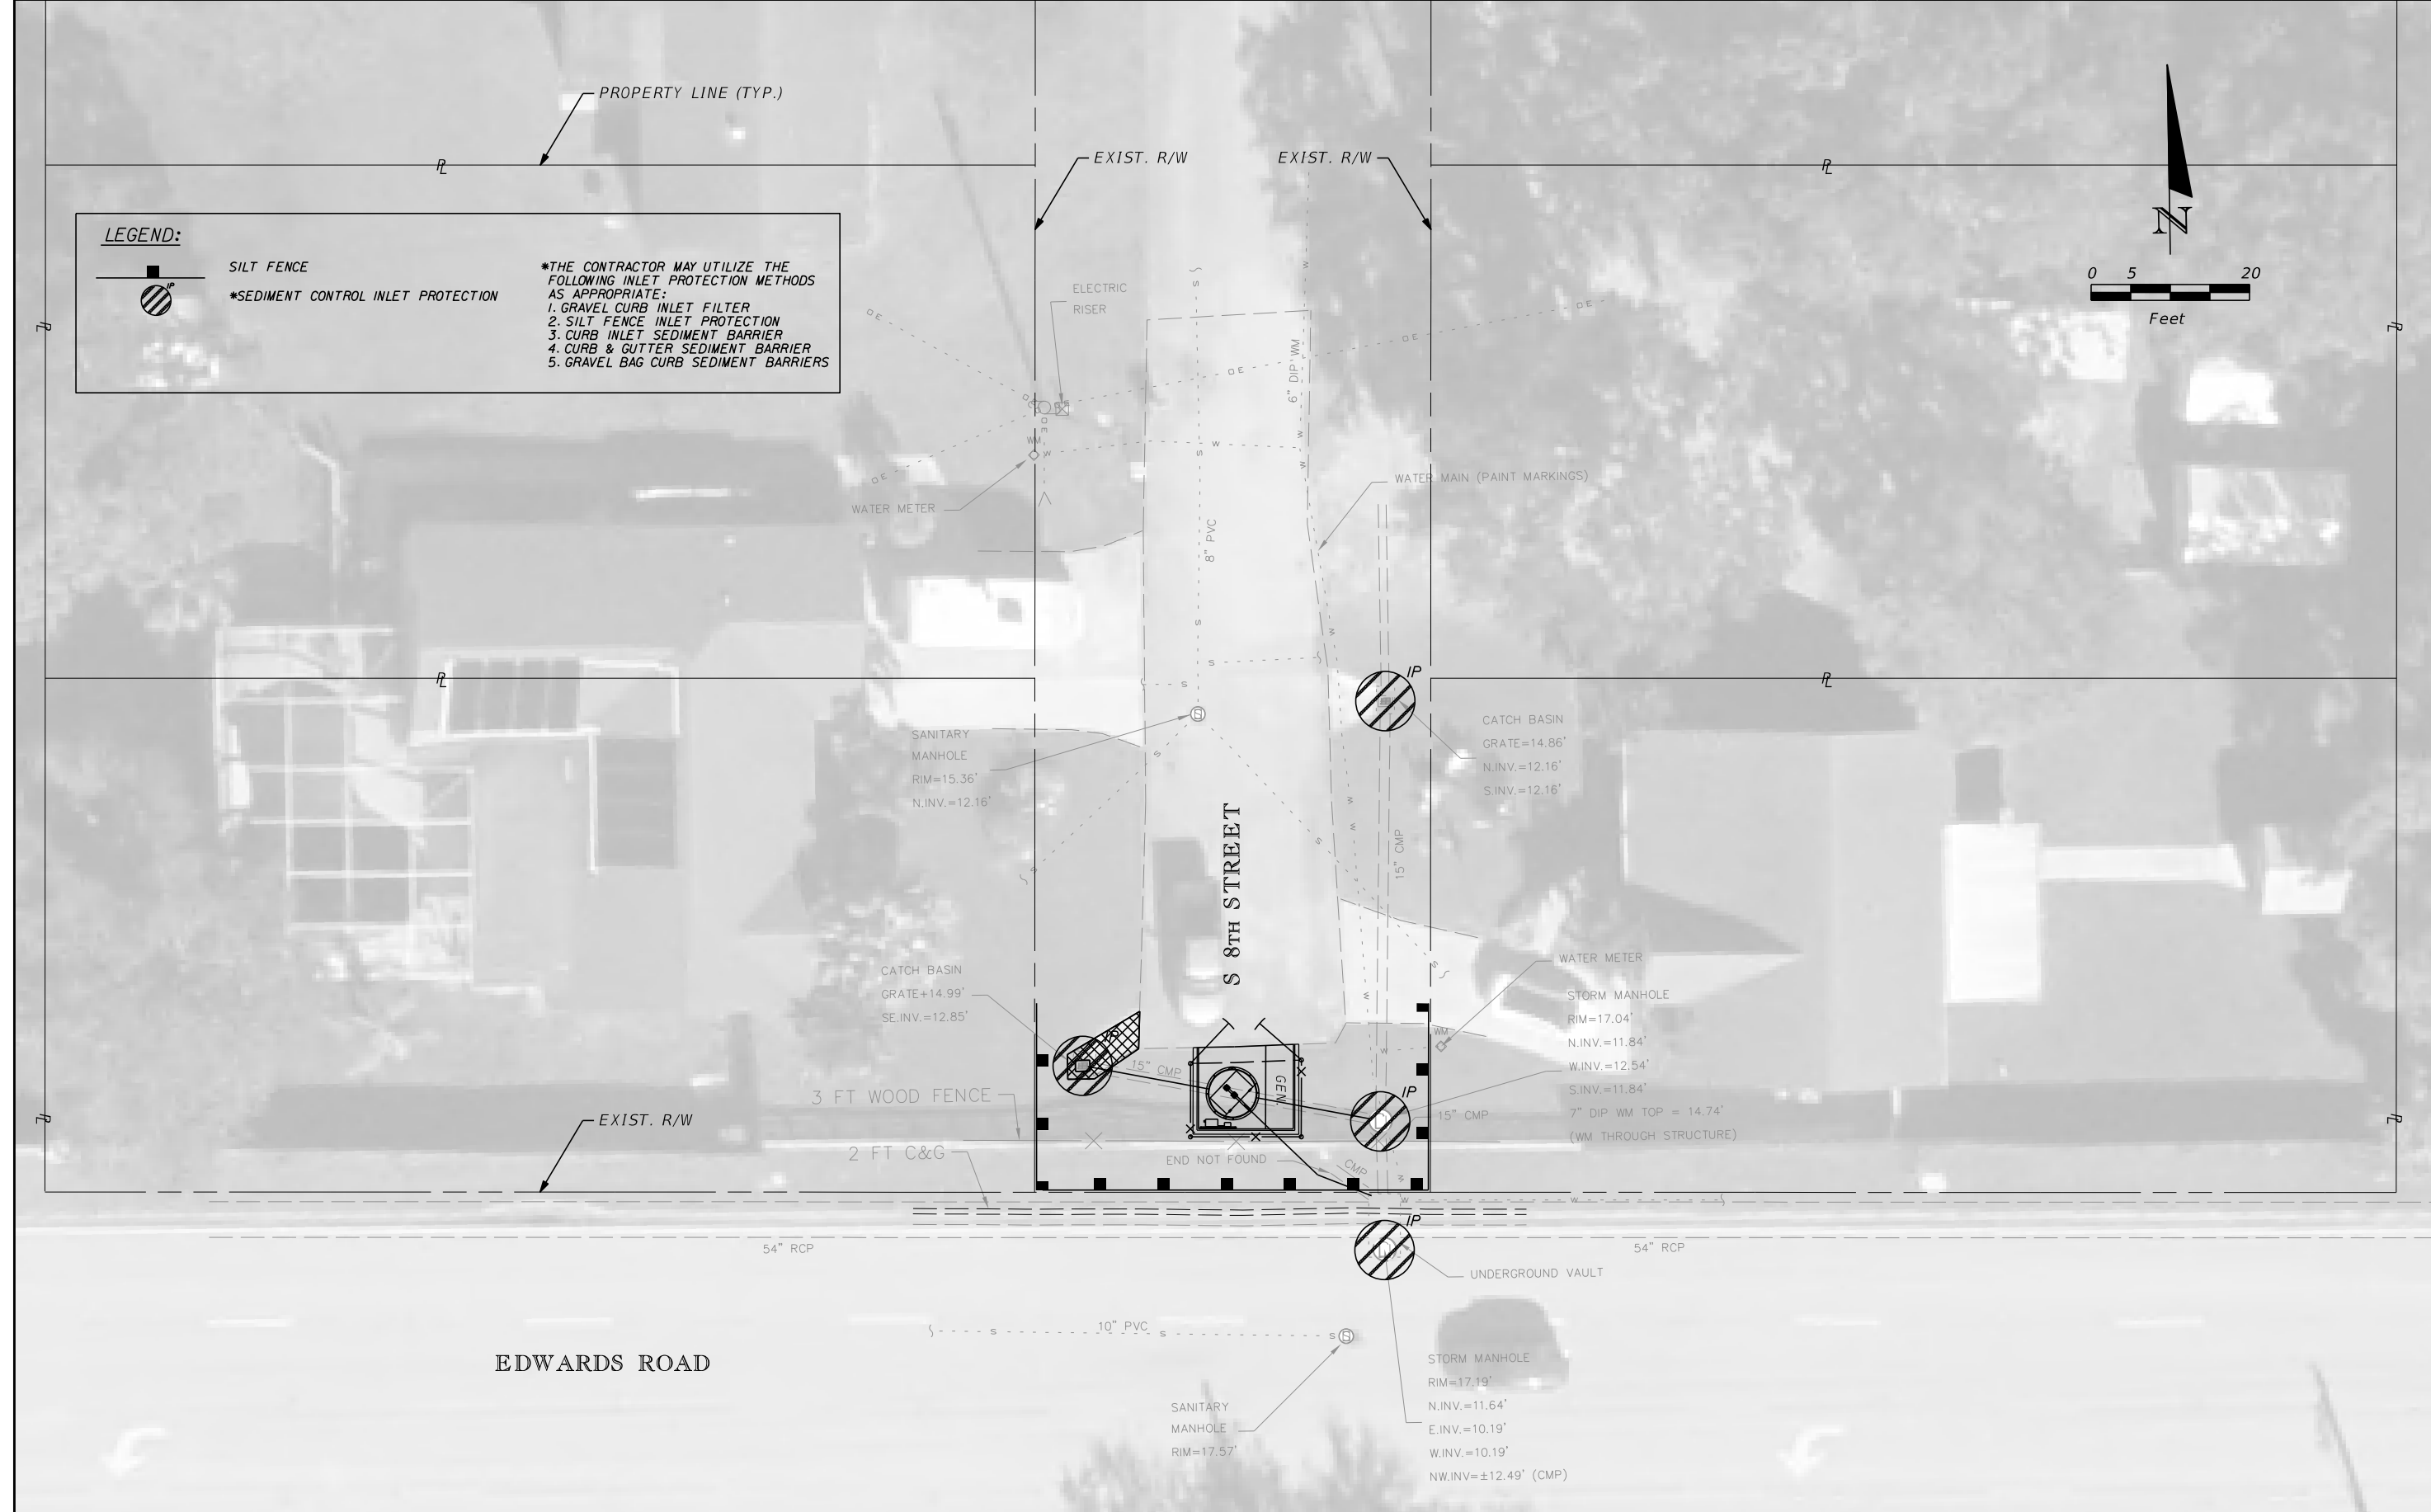 PROPERTY LINE (TYP.)
EXIST. R/W
EXIST. R/W
N
0 5 20
Feet
LEGEND:
SILT FENCE
IP
*SEDIMENT CONTROL INLET PROTECTION
*THE CONTRACTOR MAY UTILIZE THE
FOLLOWING INLET PROTECTION METHODS
AS APPROPRIATE:
1. GRAVEL CURB INLET FILTER
2. SILT FENCE INLET PROTECTION
3. CURB INLET SEDIMENT BARRIER
4. CURB & GUTTER SEDIMENT BARRIER
5. GRAVEL BAG CURB SEDIMENT BARRIERS
ELECTRIC
RISER
OE
OE
OE
OE
6" DIP WM
WM
WATER METER
WATER MAIN (PAINT MARKINGS)
8" PVC
IP
SANITARY
MANHOLE
RIM=15.36'
N.INV.=12.16'
CATCH BASIN
GRATE=14.86'
N.INV.=12.16'
S.INV.=12.16'
15" CMP
S 8TH STREET
CATCH BASIN
GRATE+14.99'
SE.INV.=12.85'
WATER METER
WM
STORM MANHOLE
RIM=17.04'
N.INV.=11.84'
W.INV.=12.54'
S.INV.=11.84'
7" DIP WM TOP = 14.74'
(WM THROUGH STRUCTURE)
IP
15" CMP
GEN
IP
15" CMP
3 FT WOOD FENCE
EXIST. R/W
2 FT C&G
END NOT FOUND
CMP
IP
54" RCP
54" RCP
UNDERGROUND VAULT
10" PVC
EDWARDS ROAD
SANITARY
MANHOLE
RIM=17.57'
STORM MANHOLE
RIM=17.19'
N.INV.=11.64'
E.INV.=10.19'
W.INV.=10.19'
NW.INV=±12.49' (CMP)